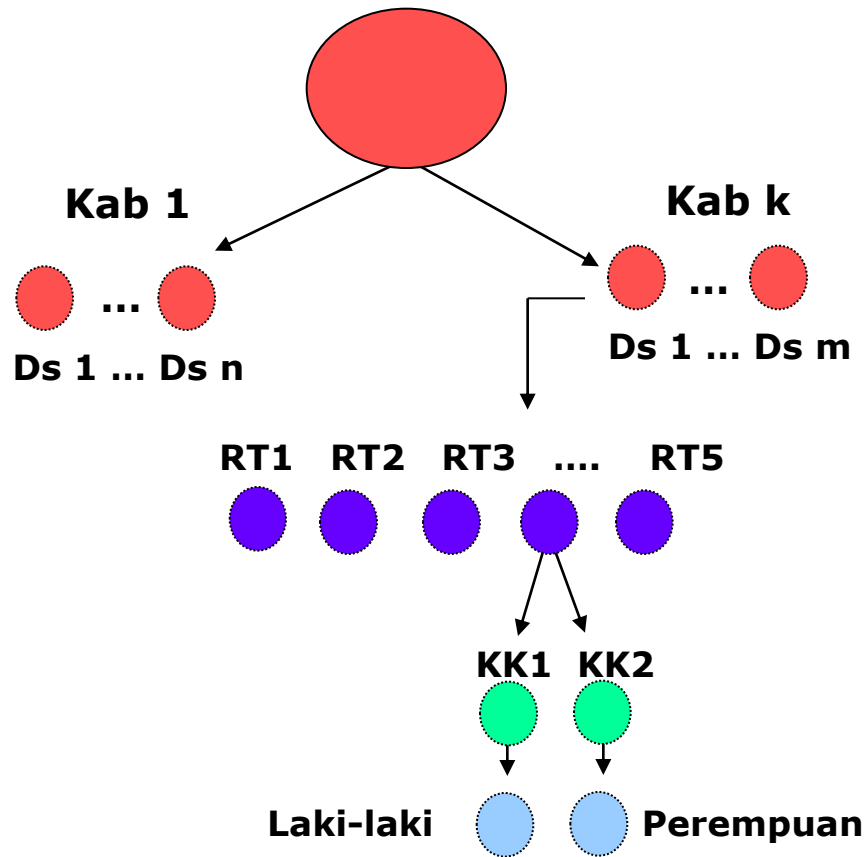 Kab 1
Kab k
Ds 1 ... Ds n
...
Ds 1 ... Ds m
...
RT1 RT2 RT3 .... RT5
KK1 KK2
Laki-laki Perempuan